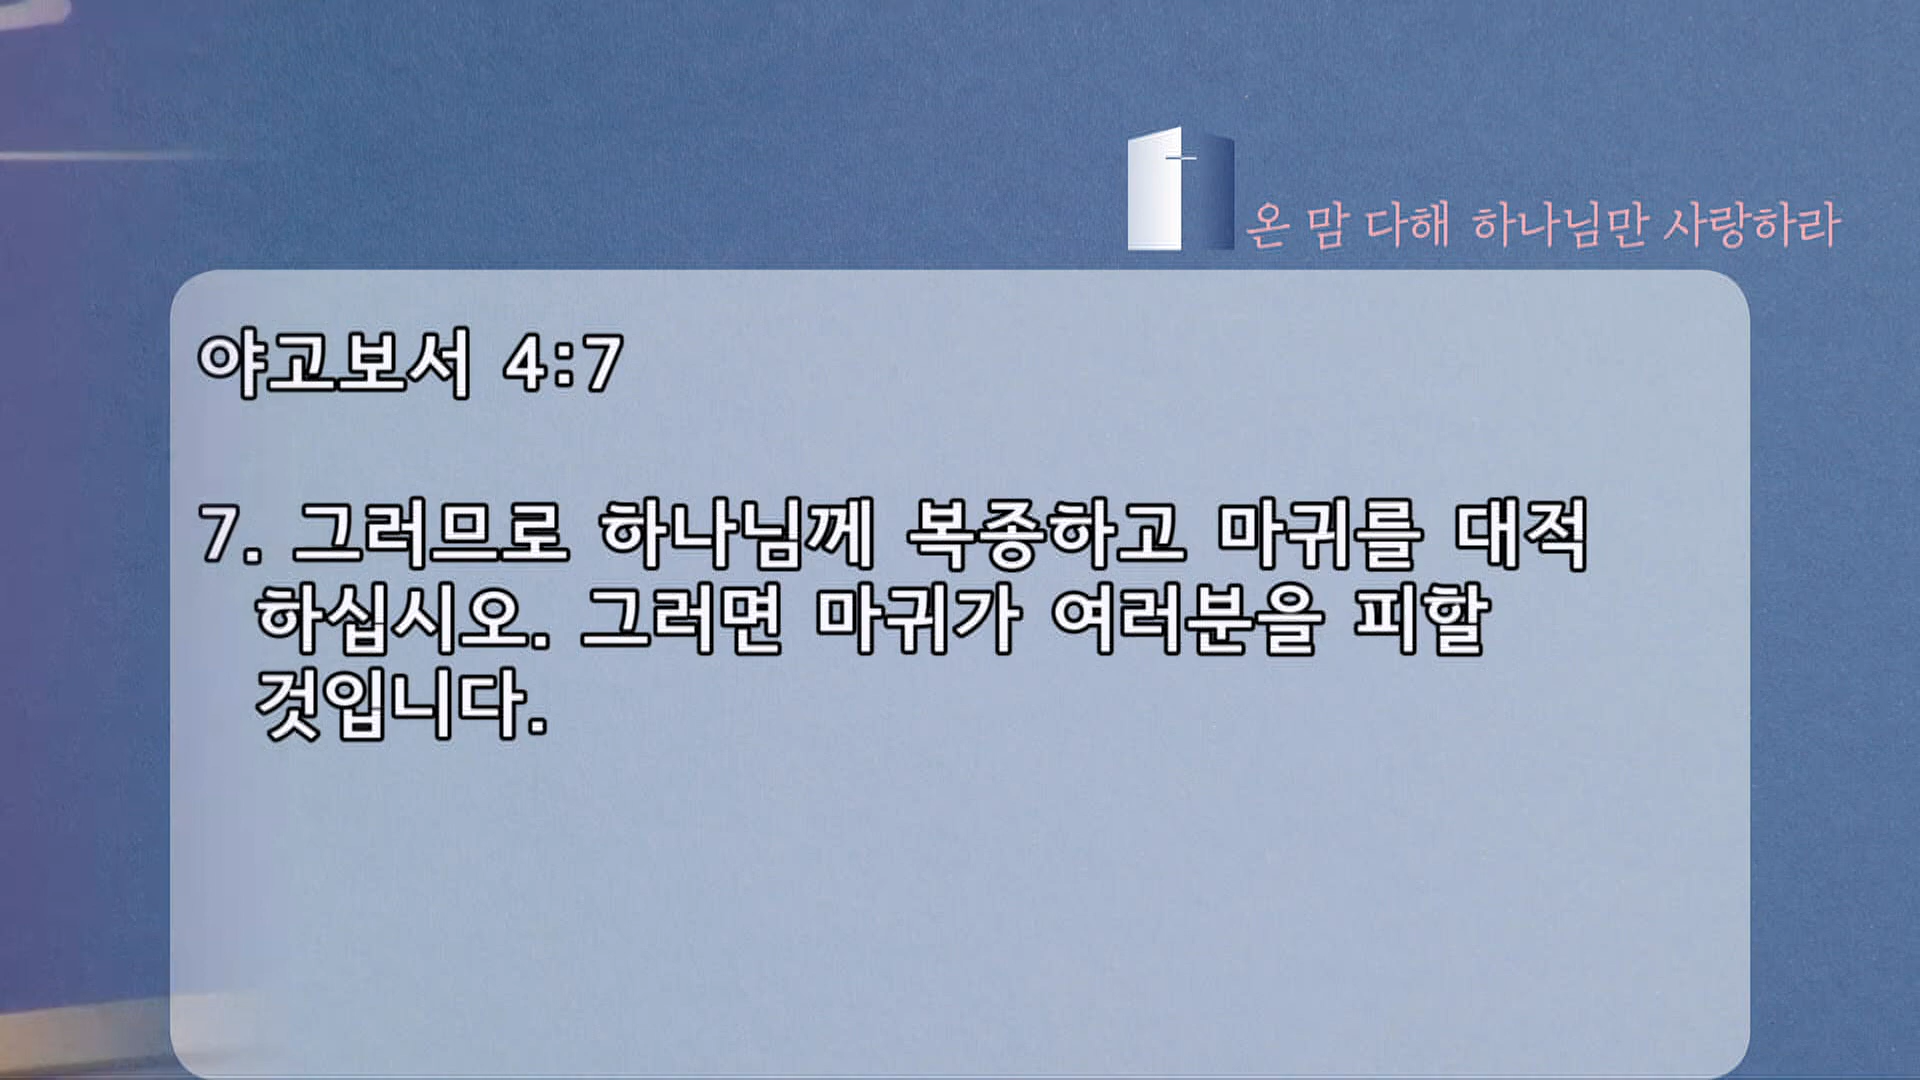 온 맘 다해 하나님만 사랑하라
야고보서 4:7
7. 그러므로 하나님께 복종하고 마귀를 대적
하십시오. 그러면 마귀가 여러분을 피할
것입니다.